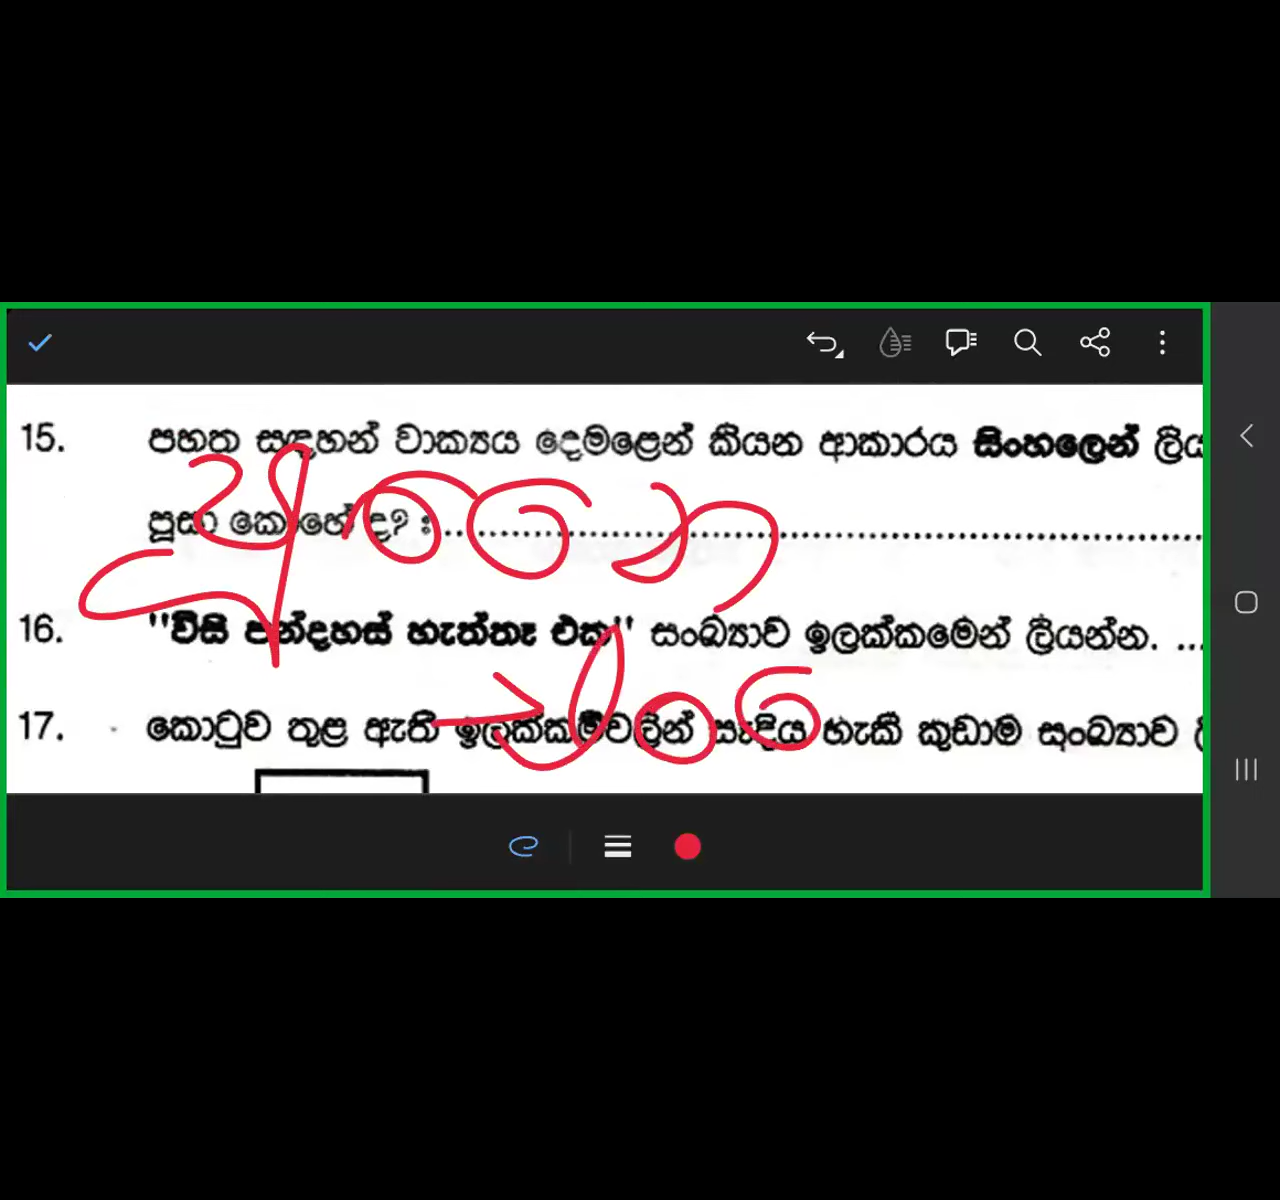 15. පහත සඳහන් වාක්‍යය දෙමළෙන් කියන ආකාරය සිංහලෙන් ලිය
පූසා කොහේ ද? :
16. "විසි පන්දහස් හැත්තෑ එක" සංඛ්‍යාව ඉලක්කමෙන් ලියන්න. ...
17. කොටුව තුළ ඇති ඉලක්කම්වලින් සෑදිය හැකි කුඩාම සංඛ්‍යාව